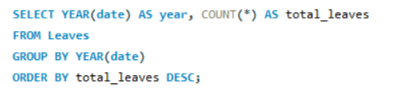 SELECT YEAR(date) AS year, COUNT(*) AS total_leaves
FROM Leaves
GROUP BY YEAR(date)
ORDER BY total_leaves DESC;